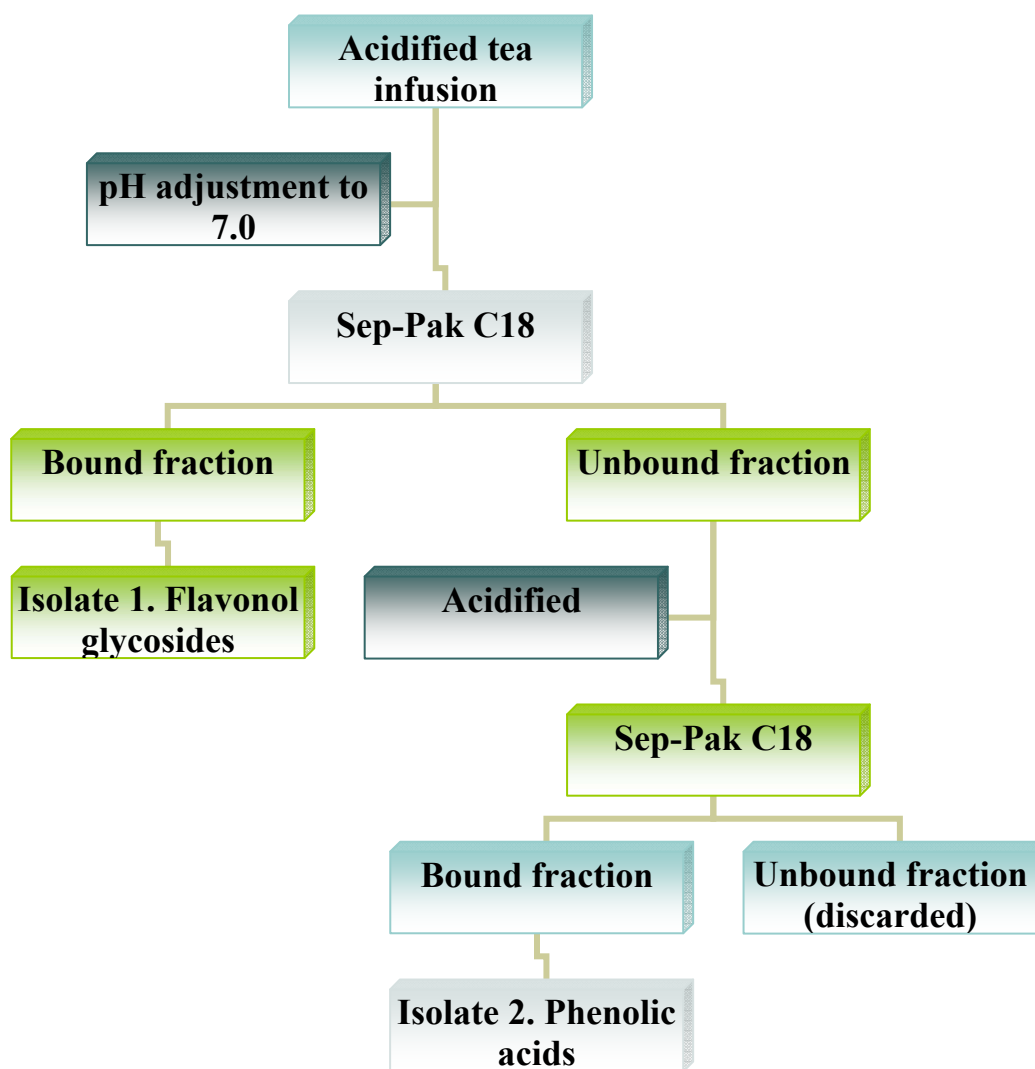 Acidified tea
infusion
pH adjustment to
7.0
Sep-Pak C18
Bound fraction
Unbound fraction
Isolate 1. Flavonol
glycosides
Acidified
Sep-Pak C18
Bound fraction
Unbound fraction
(discarded)
Isolate 2. Phenolic
acids